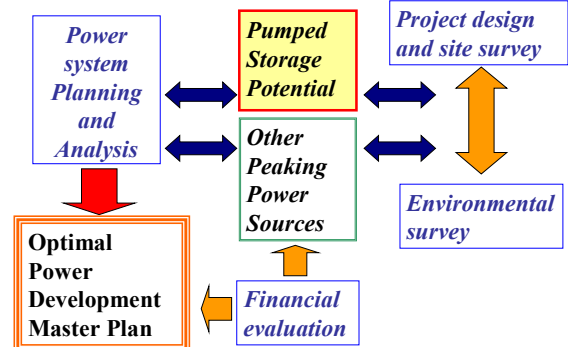 Power
system
Planning
and
Analysis
Pumped
Storage
Potential
Project design
and site survey
Other
Peaking
Power
Sources
Environmental
survey
Optimal
Power
Development
Master Plan
Financial
evaluation